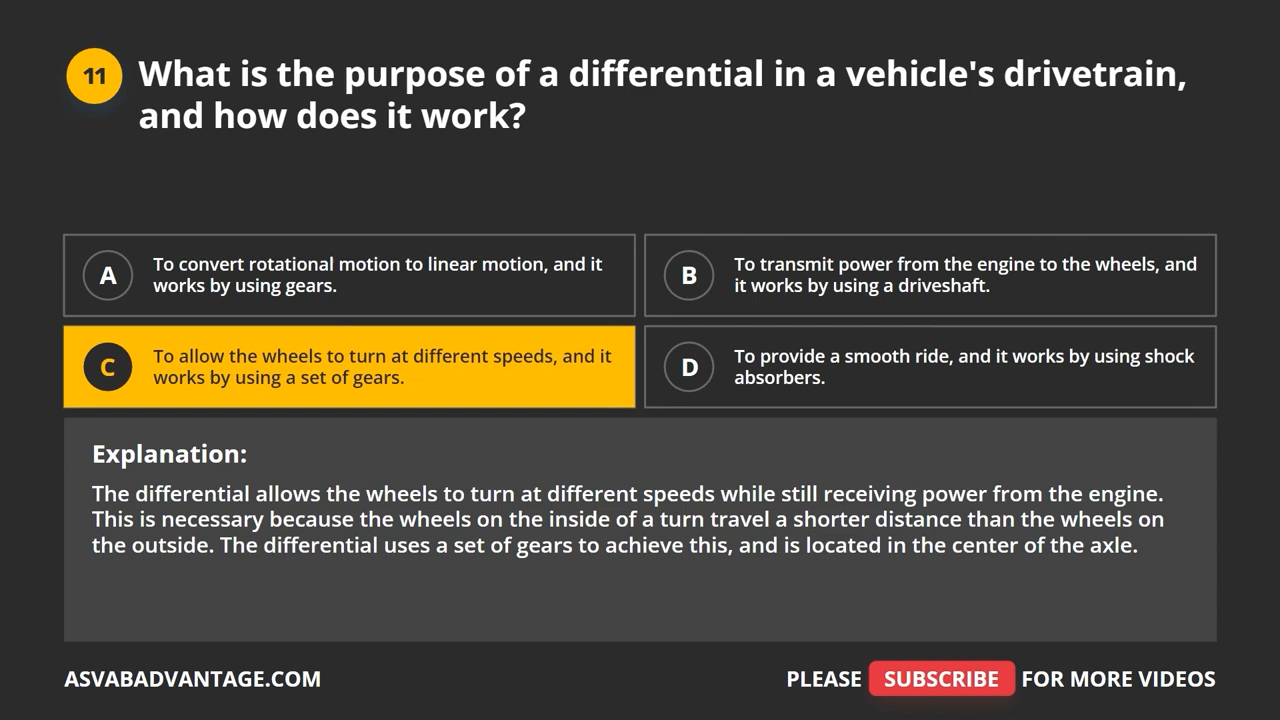 11
What is the purpose of a differential in a vehicle's drivetrain,
and how does it work?
A
To convert rotational motion to linear motion, and it
works by using gears.
B
To transmit power from the engine to the wheels, and
it works by using a driveshaft.
C
To allow the wheels to turn at different speeds, and it
works by using a set of gears.
D
To provide a smooth ride, and it works by using shock
absorbers.
Explanation:
The differential allows the wheels to turn at different speeds while still receiving power from the engine.
This is necessary because the wheels on the inside of a turn travel a shorter distance than the wheels on
the outside. The differential uses a set of gears to achieve this, and is located in the center of the axle.
ASVABADVANTAGE.COM
PLEASE SUBSCRIBE FOR MORE VIDEOS